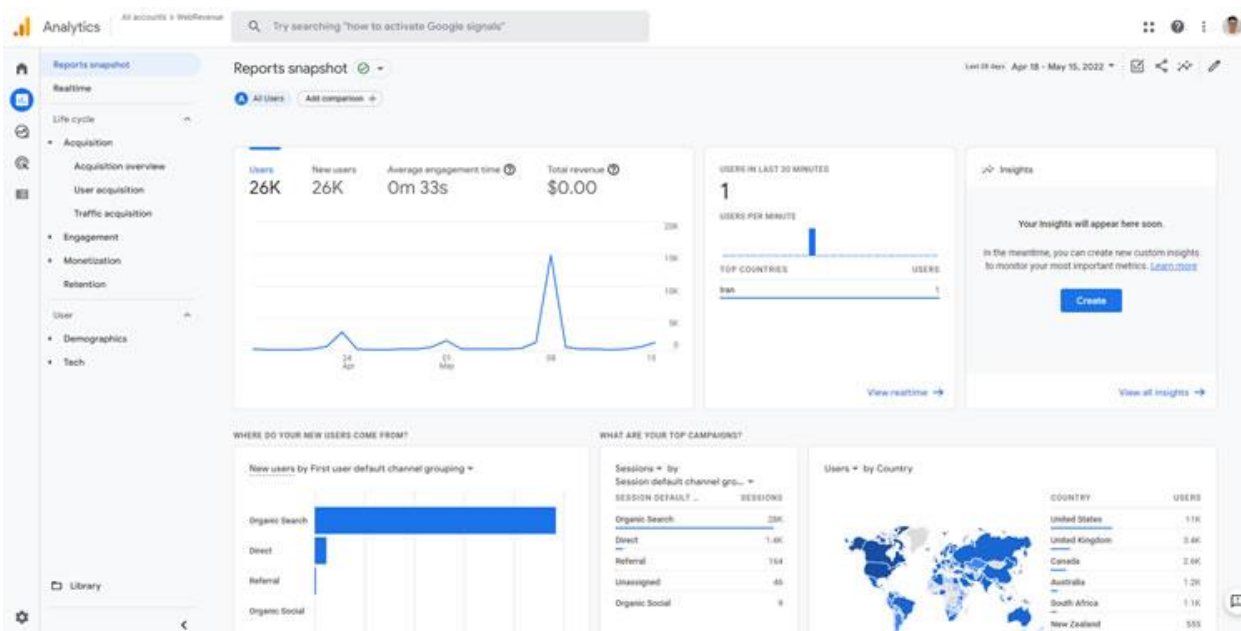 All accounts > WebRevenue
Analytics
Try searching "how to activate Google signals"
Reports snapshot
Realtime
Life cycle
Acquisition
Acquisition overview
User acquisition
Traffic acquisition
Engagement
Monetization
Retention
User
Demographics
Tech
Library
Reports snapshot
Last 28 days Apr 18 - May 15, 2022
A All Users Add comparison +
Users New users Average engagement time Total revenue
26K 26K 0m 33s $0.00
20K
15K
10K
5K
0
24 01 08 15
Apr May
USERS IN LAST 30 MINUTES
1
USERS PER MINUTE
TOP COUNTRIES USERS
Iran 1
View realtime
Insights
Your Insights will appear here soon.
In the meantime, you can create new custom insights
to monitor your most important metrics. Learn more
Create
View all insights
WHERE DO YOUR NEW USERS COME FROM?
New users by First user default channel grouping
Organic Search
Direct
Referral
Organic Social
WHAT ARE YOUR TOP CAMPAIGNS?
Sessions by
Session default channel gro...
SESSION DEFAULT ... SESSIONS
Organic Search 28K
Direct 1.4K
Referral 164
Unassigned 46
Organic Social 9
Users by Country
COUNTRY USERS
United States 11K
United Kingdom 3.4K
Canada 2.6K
Australia 1.2K
South Africa 1.1K
New Zealand 555